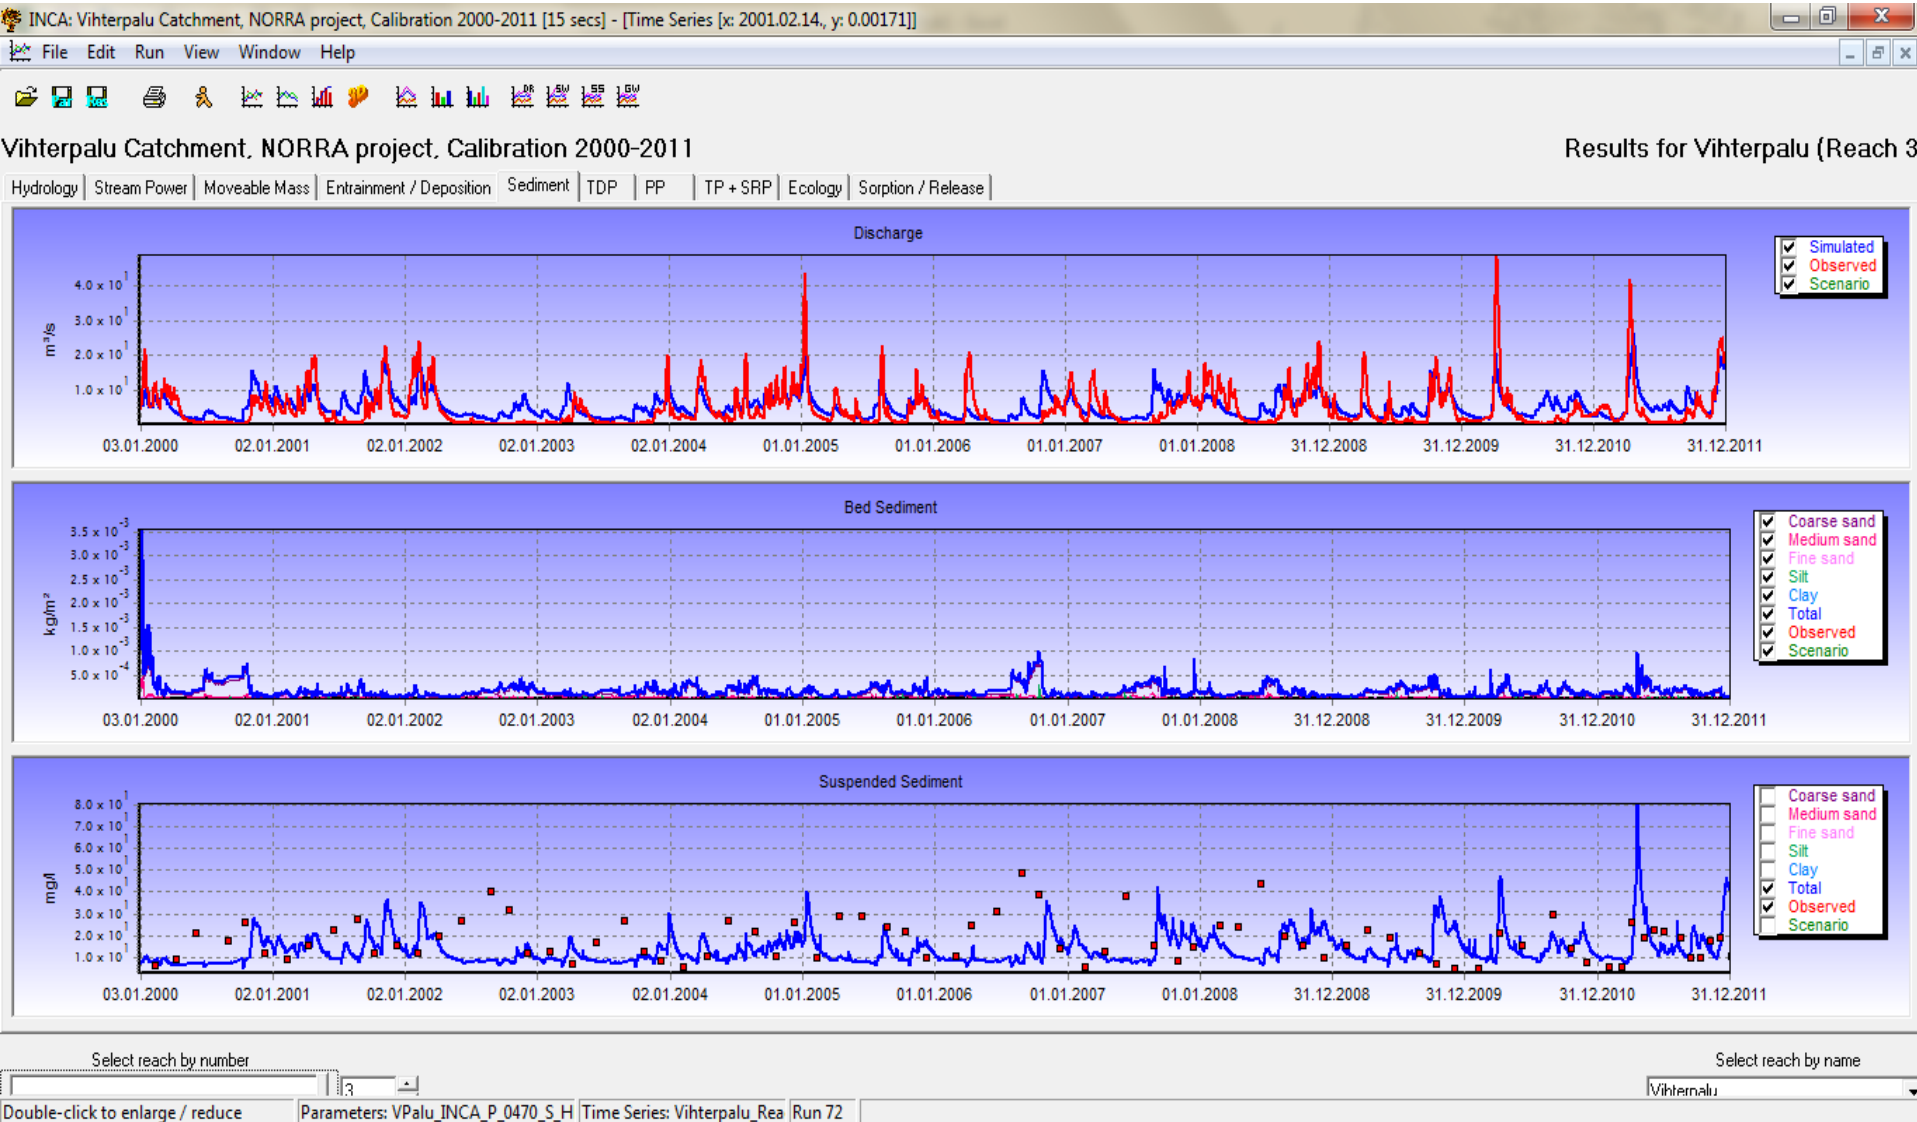 INCA: Vihterpalu Catchment, NORRA project, Calibration 2000-2011 [15 secs] - [Time Series [x: 2001.02.14., y: 0.00171]]
File Edit Run View Window Help
Par Res DR SW SS GW
Vihterpalu Catchment, NORRA project, Calibration 2000-2011 Results for Vihterpalu (Reach 3
Hydrology Stream Power Moveable Mass Entrainment / Deposition Sediment TDP PP TP + SRP Ecology Sorption / Release
Discharge
m³/s
4.0 x 10¹
3.0 x 10¹
2.0 x 10¹
1.0 x 10¹
03.01.2000 02.01.2001 02.01.2002 02.01.2003 02.01.2004 01.01.2005 01.01.2006 01.01.2007 01.01.2008 31.12.2008 31.12.2009 31.12.2010 31.12.2011
Simulated
Observed
Scenario
Bed Sediment
kg/m²
3.5 x 10⁻³
3.0 x 10⁻³
2.5 x 10⁻³
2.0 x 10⁻³
1.5 x 10⁻³
1.0 x 10⁻³
5.0 x 10⁻⁴
03.01.2000 02.01.2001 02.01.2002 02.01.2003 02.01.2004 01.01.2005 01.01.2006 01.01.2007 01.01.2008 31.12.2008 31.12.2009 31.12.2010 31.12.2011
Coarse sand
Medium sand
Fine sand
Silt
Clay
Total
Observed
Scenario
Suspended Sediment
mg/l
8.0 x 10¹
7.0 x 10¹
6.0 x 10¹
5.0 x 10¹
4.0 x 10¹
3.0 x 10¹
2.0 x 10¹
1.0 x 10¹
03.01.2000 02.01.2001 02.01.2002 02.01.2003 02.01.2004 01.01.2005 01.01.2006 01.01.2007 01.01.2008 31.12.2008 31.12.2009 31.12.2010 31.12.2011
Coarse sand
Medium sand
Fine sand
Silt
Clay
Total
Observed
Scenario
Select reach by number Select reach by name
3 Vihterpalu
Double-click to enlarge / reduce Parameters: VPalu_INCA_P_0470_S_H Time Series: Vihterpalu_Rea Run 72